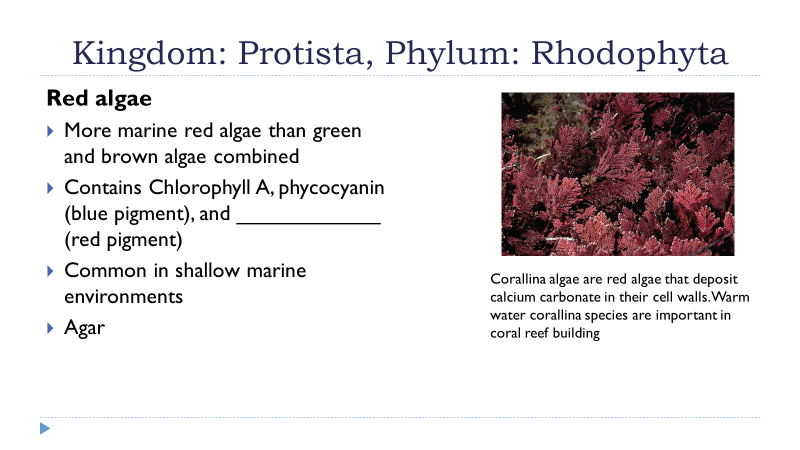 Kingdom: Protista, Phylum: Rhodophyta
Red algae
More marine red algae than green
and brown algae combined
Contains Chlorophyll A, phycocyanin
(blue pigment), and _____________
(red pigment)
Common in shallow marine
environments
Agar
Corallina algae are red algae that deposit
calcium carbonate in their cell walls. Warm
water corallina species are important in
coral reef building